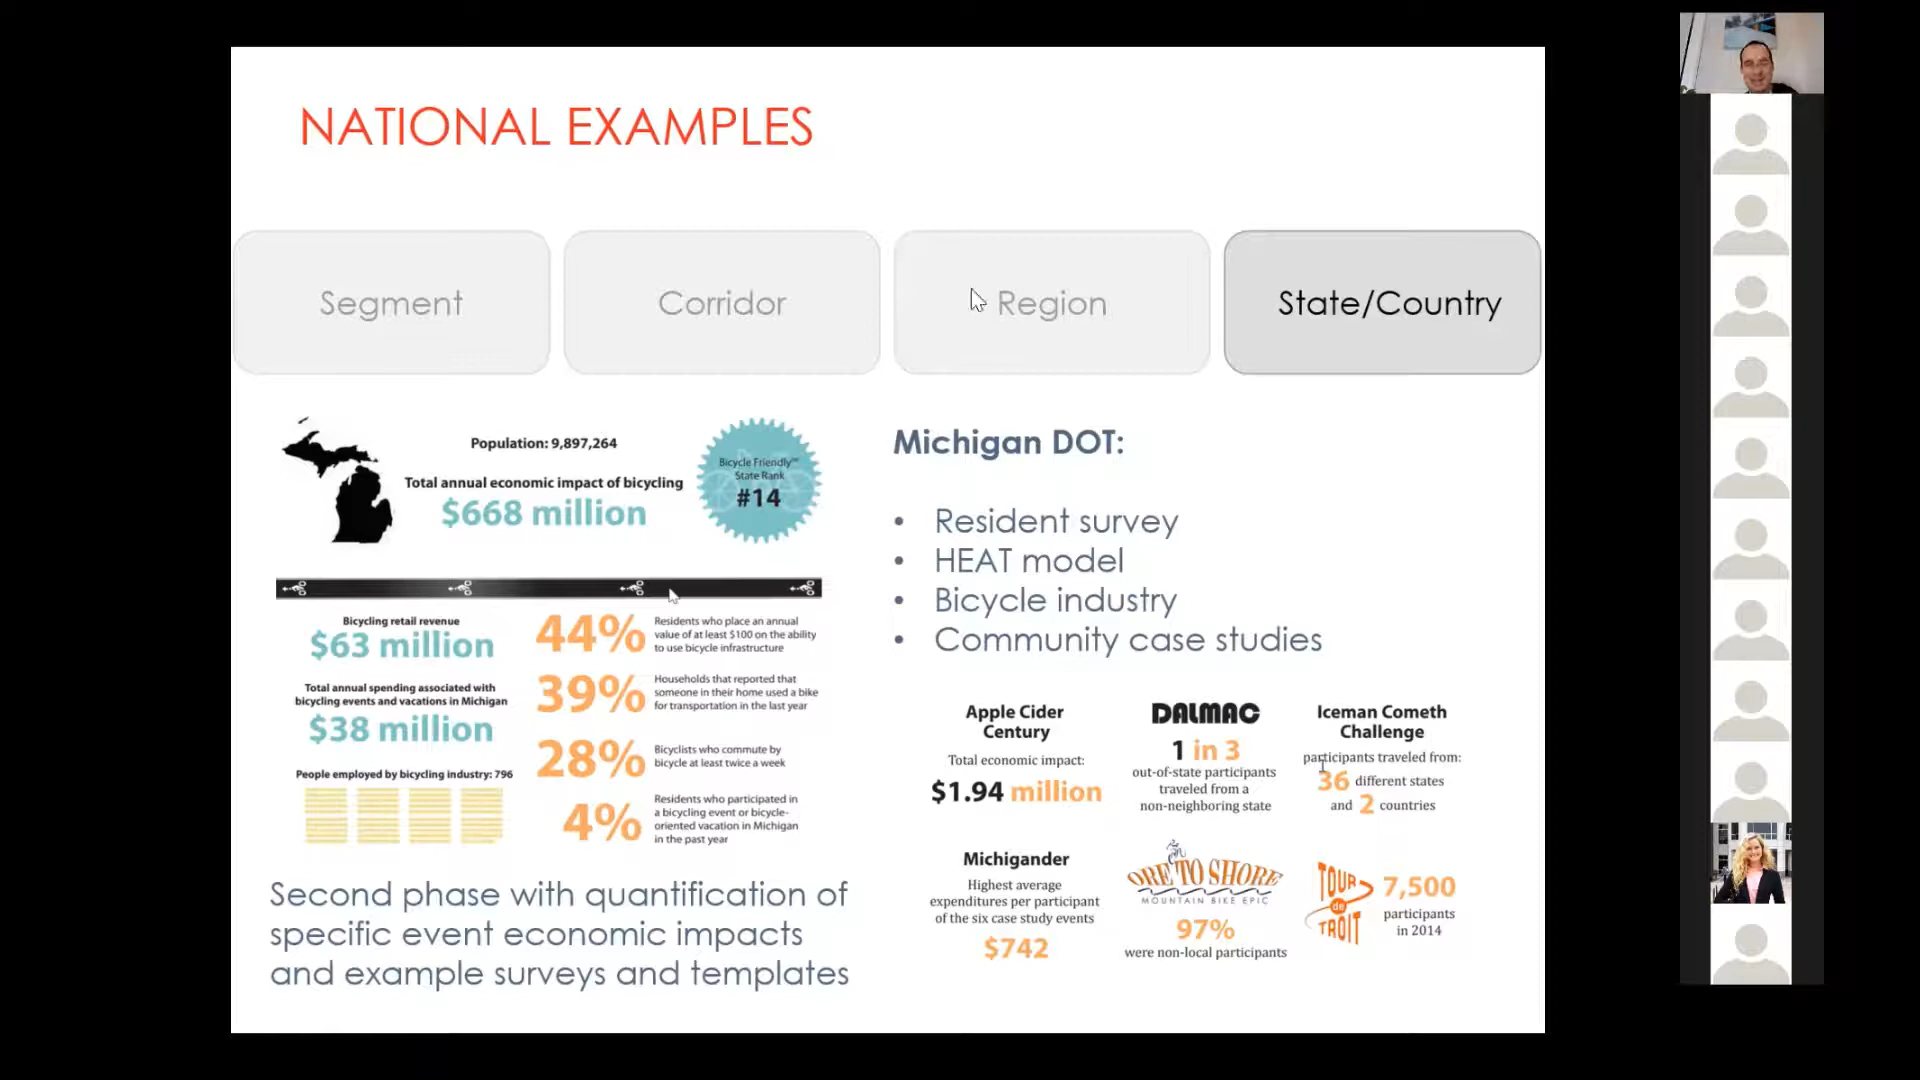 NATIONAL EXAMPLES
Segment
Corridor
Region
State/Country
Population: 9,897,264
Total annual economic impact of bicycling
$668 million
Bicycle Friendly℠
State Rank
#14
Bicycling retail revenue
$63 million
Total annual spending associated with
bicycling events and vacations in Michigan
$38 million
People employed by bicycling industry: 796
44%
Residents who place an annual
value of at least $100 on the ability
to use bicycle infrastructure
39%
Households that reported that
someone in their home used a bike
for transportation in the last year
28%
Bicyclists who commute by
bicycle at least twice a week
4%
Residents who participated in
a bicycling event or bicycle-
oriented vacation in Michigan
in the past year
Second phase with quantification of
specific event economic impacts
and example surveys and templates
Michigan DOT:
• Resident survey
• HEAT model
• Bicycle industry
• Community case studies
Apple Cider
Century
Total economic impact:
$1.94 million
DALMAC
1 in 3
out-of-state participants
traveled from a
non-neighboring state
Iceman Cometh
Challenge
participants traveled from:
36 different states
and 2 countries
Michigander
Highest average
expenditures per participant
of the six case study events
$742
ORE TO SHORE
MOUNTAIN BIKE EPIC
97%
were non-local participants
TOUR
de
TROIT
7,500
participants
in 2014